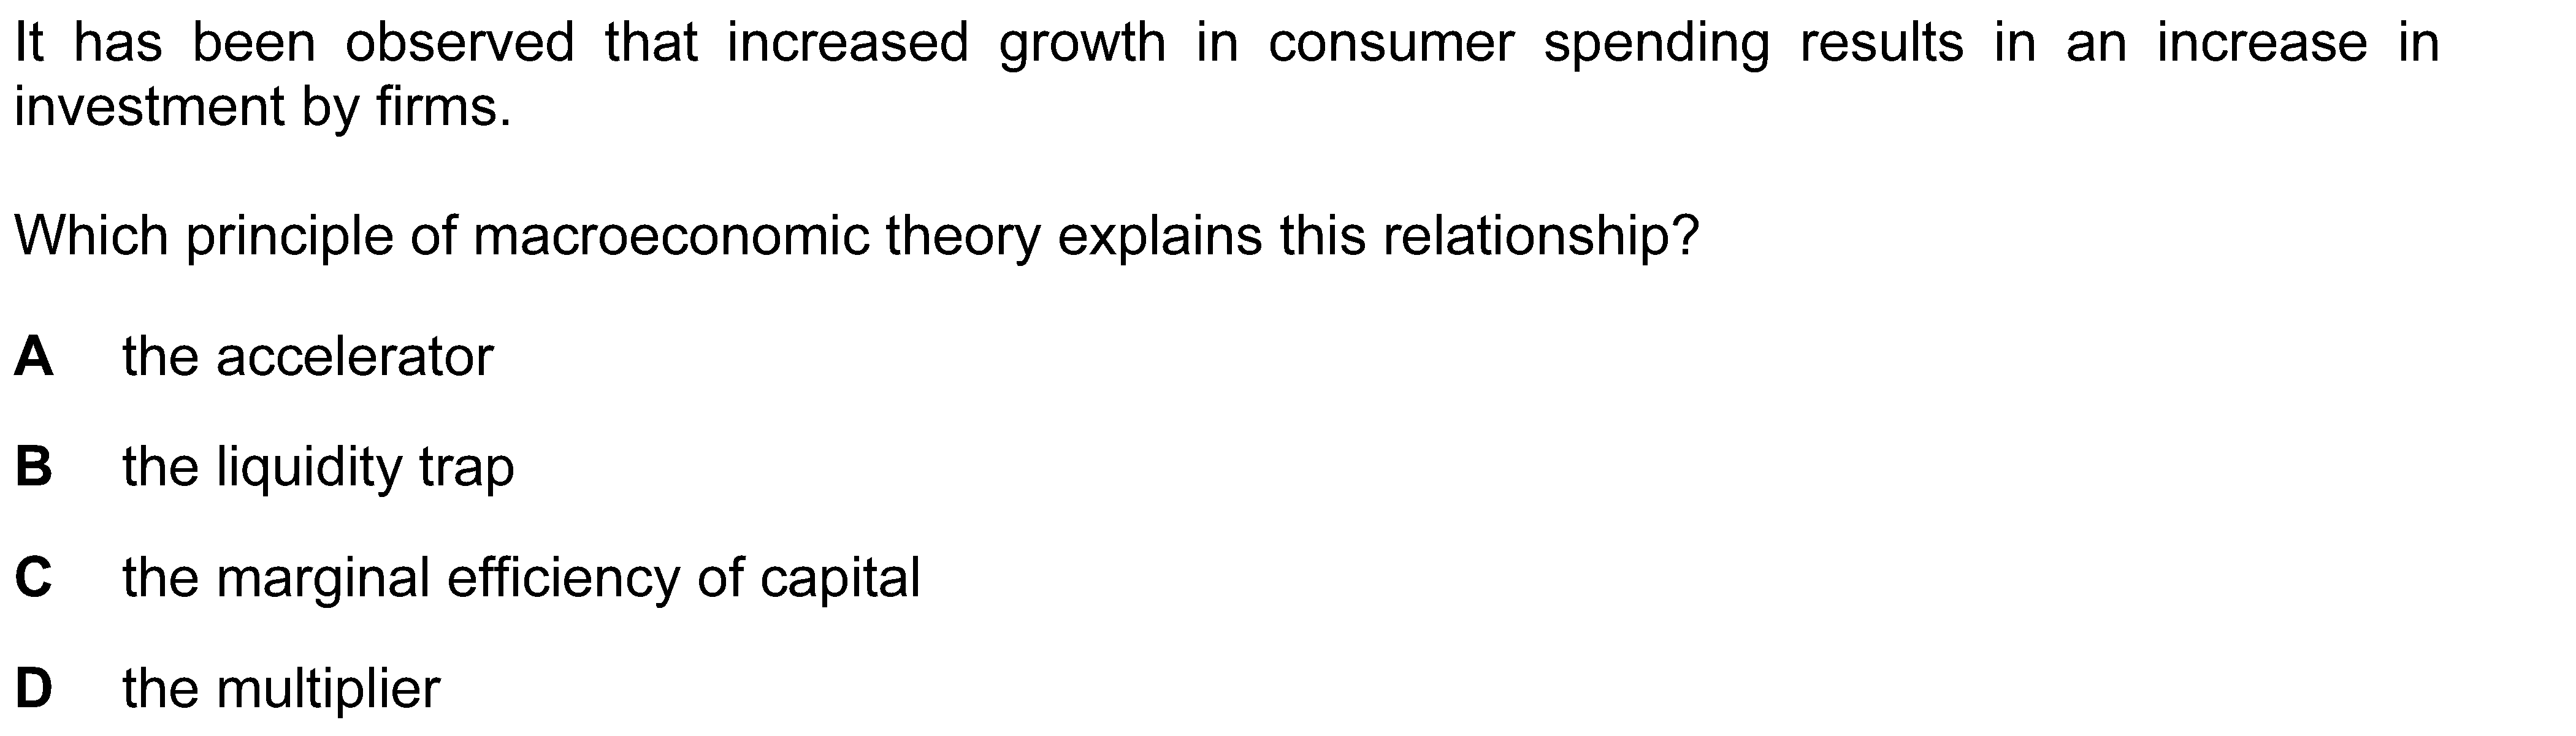 It has been observed that increased growth in consumer spending results in an increase in
investment by firms.
Which principle of macroeconomic theory explains this relationship?
A the accelerator
B the liquidity trap
C the marginal efficiency of capital
D the multiplier